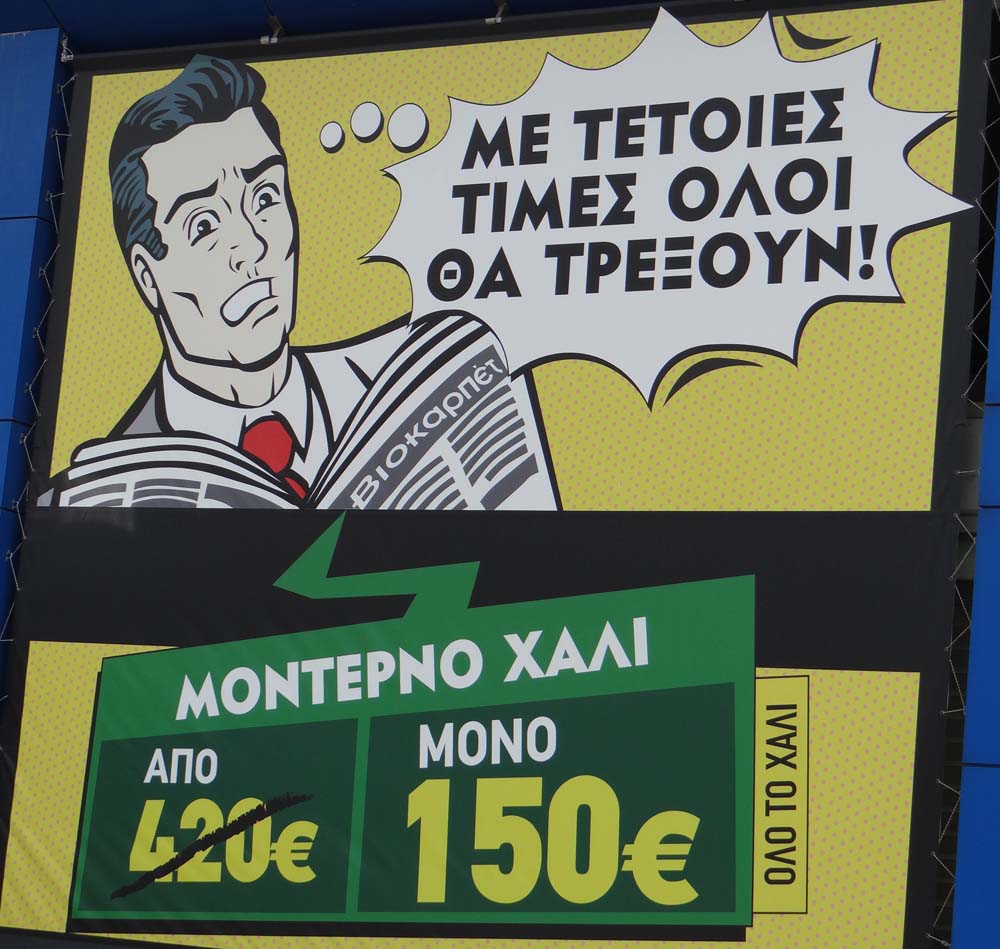 ΜΕ ΤΕΤΟΙΕΣ
ΤΙΜΕΣ ΟΛΟΙ
ΘΑ ΤΡΕΞΟΥΝ!
Βιοκαρπέτ
ΜΟΝΤΕΡΝΟ ΧΑΛΙ
ΑΠΟ
420€
ΜΟΝΟ
150€
ΟΛΟ ΤΟ ΧΑΛΙ